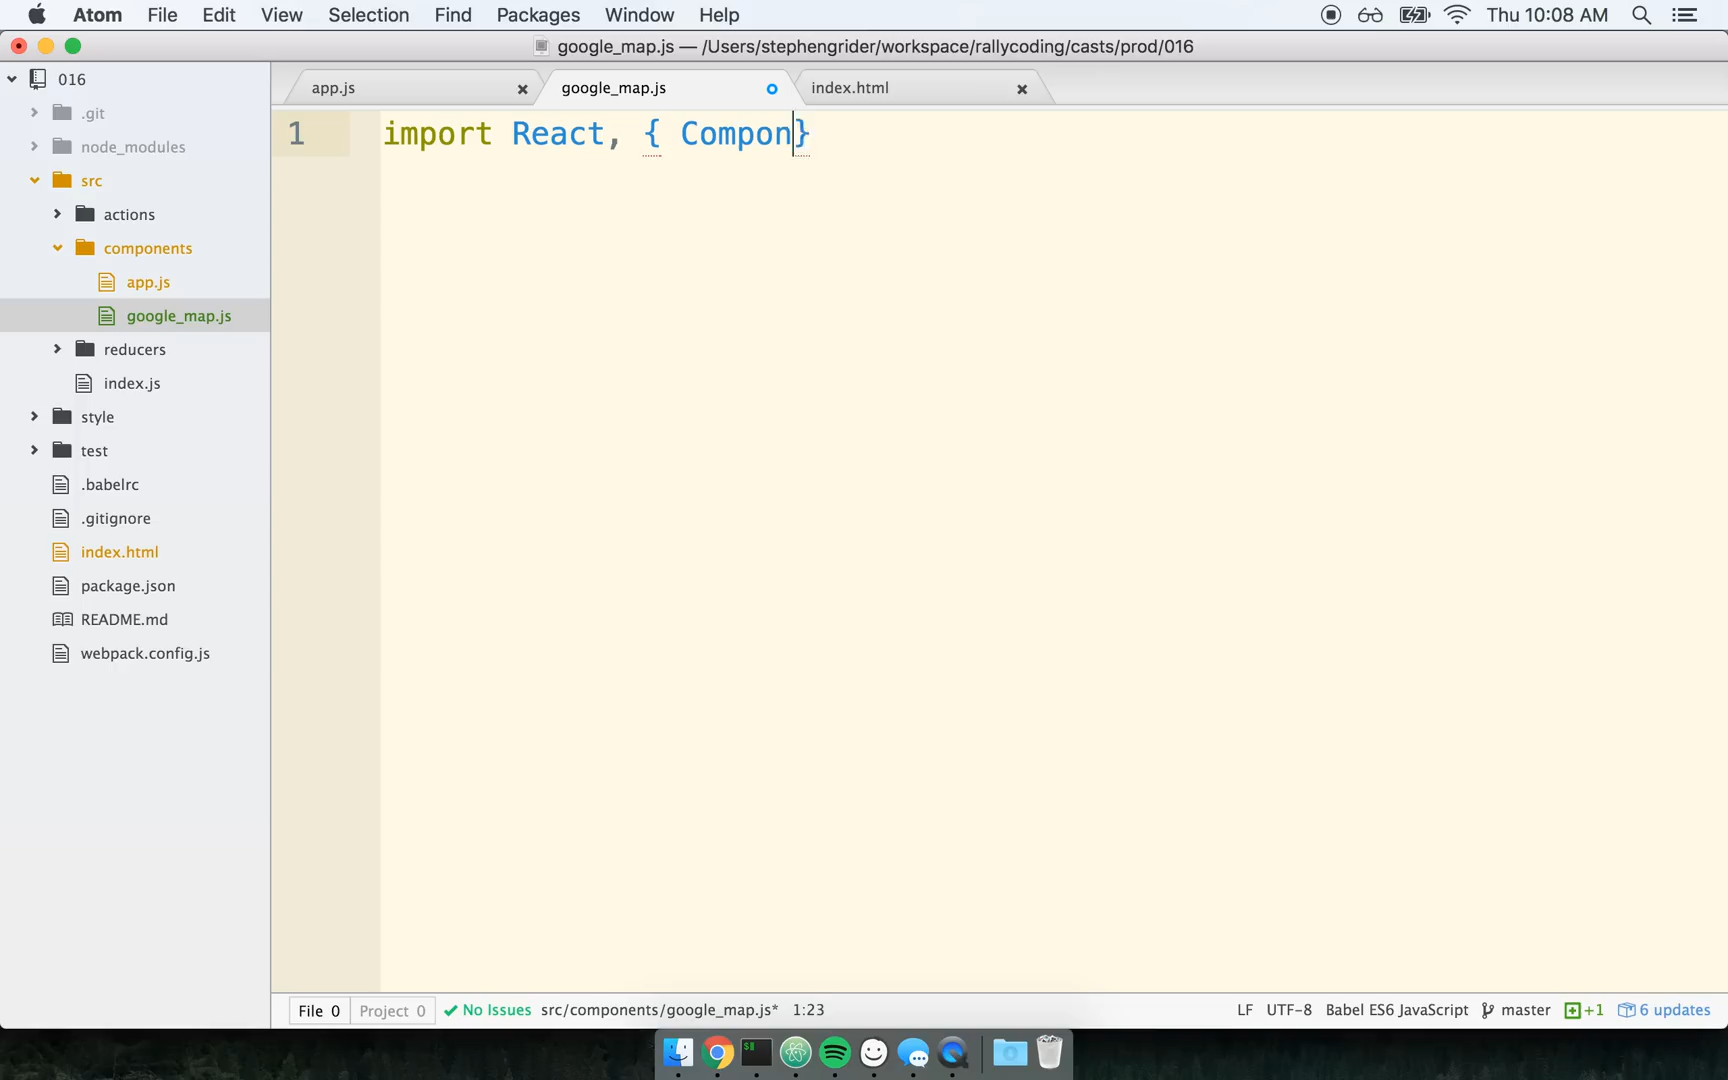 Atom File Edit View Selection Find Packages Window Help Thu 10:08 AM
google_map.js — /Users/stephengrider/workspace/rallycoding/casts/prod/016
016
app.js
google_map.js
index.html
.git
node_modules
src
actions
components
app.js
google_map.js
reducers
index.js
style
test
.babelrc
.gitignore
index.html
package.json
README.md
webpack.config.js
1 import React, { Compon}
File 0 Project 0 No Issues src/components/google_map.js* 1:23 LF UTF-8 Babel ES6 JavaScript master +1 6 updates